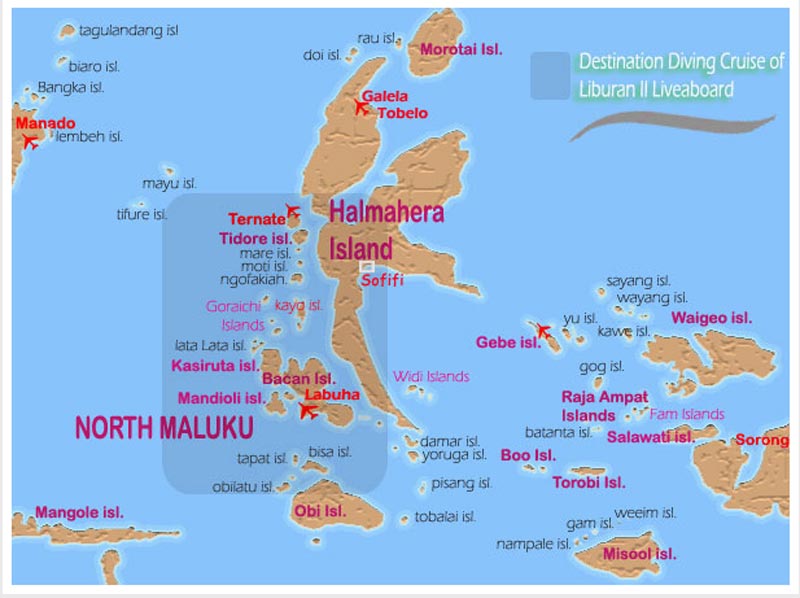 tagulandang isl
biaro isl.
Bangka isl.
Manado
lembeh isl.
doi isl.
rau isl.
Morotai Isl.
Galela
Tobelo
Destination Diving Cruise of
Liburan II Liveaboard
mayu isl.
tifure isl.
Ternate
Tidore isl.
mare isl.
moti isl.
ngofakiah.
Halmahera
Island
Sofifi
Goraichi
Islands
kayo isl.
lata Lata isl.
Kasiruta isl.
Bacan Isl.
Mandioli isl.
Labuha
Widi Islands
NORTH MALUKU
tapat isl.
bisa isl.
obilatu isl.
Obi Isl.
Mangole isl.
damar isl.
yoruga isl.
pisang isl.
tobalai isl.
sayang isl.
wayang isl.
yu isl.
kawe isl.
Waigeo isl.
Gebe isl.
gog isl.
Raja Ampat
Islands
Fam Islands
batanta isl.
Salawati isl.
Sorong
Boo Isl.
Torobi Isl.
weeim isl.
gam isl.
nampale isl.
Misool isl.